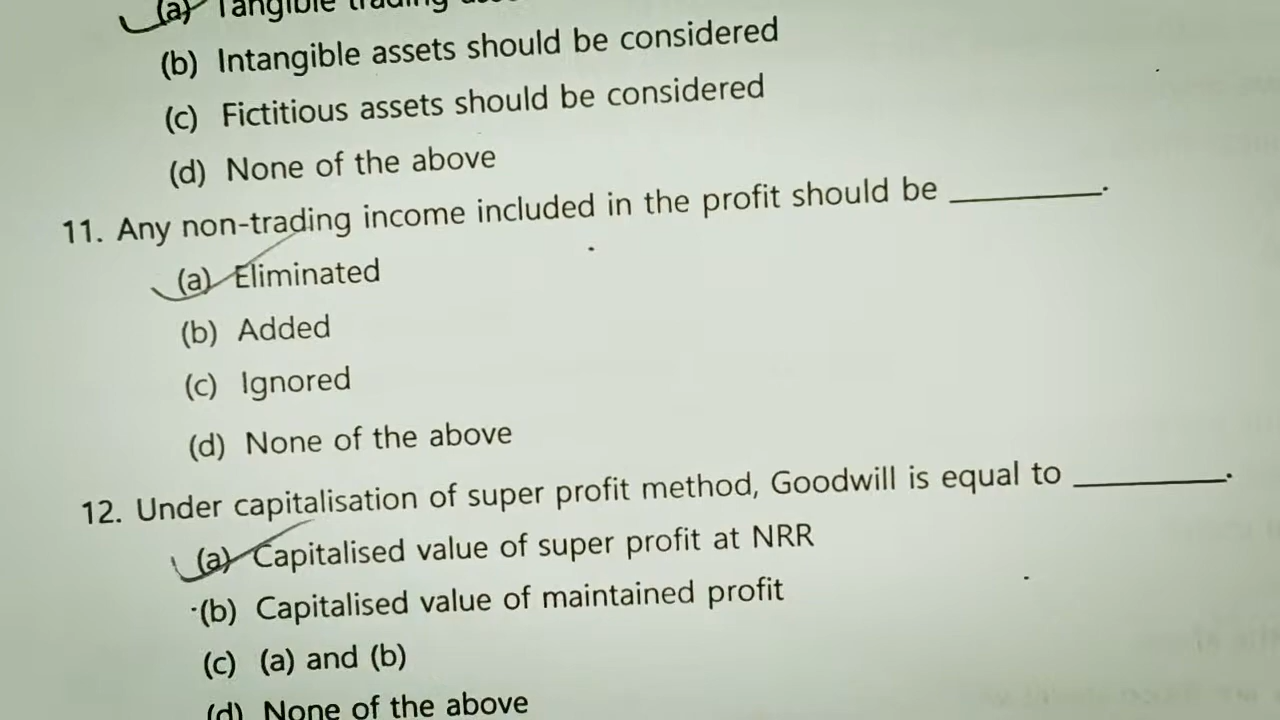 (a) Tangible trading
(b) Intangible assets should be considered
(c) Fictitious assets should be considered
(d) None of the above
11. Any non-trading income included in the profit should be ________.
(a) Eliminated
(b) Added
(c) Ignored
(d) None of the above
12. Under capitalisation of super profit method, Goodwill is equal to ________.
(a) Capitalised value of super profit at NRR
(b) Capitalised value of maintained profit
(c) (a) and (b)
(d) None of the above